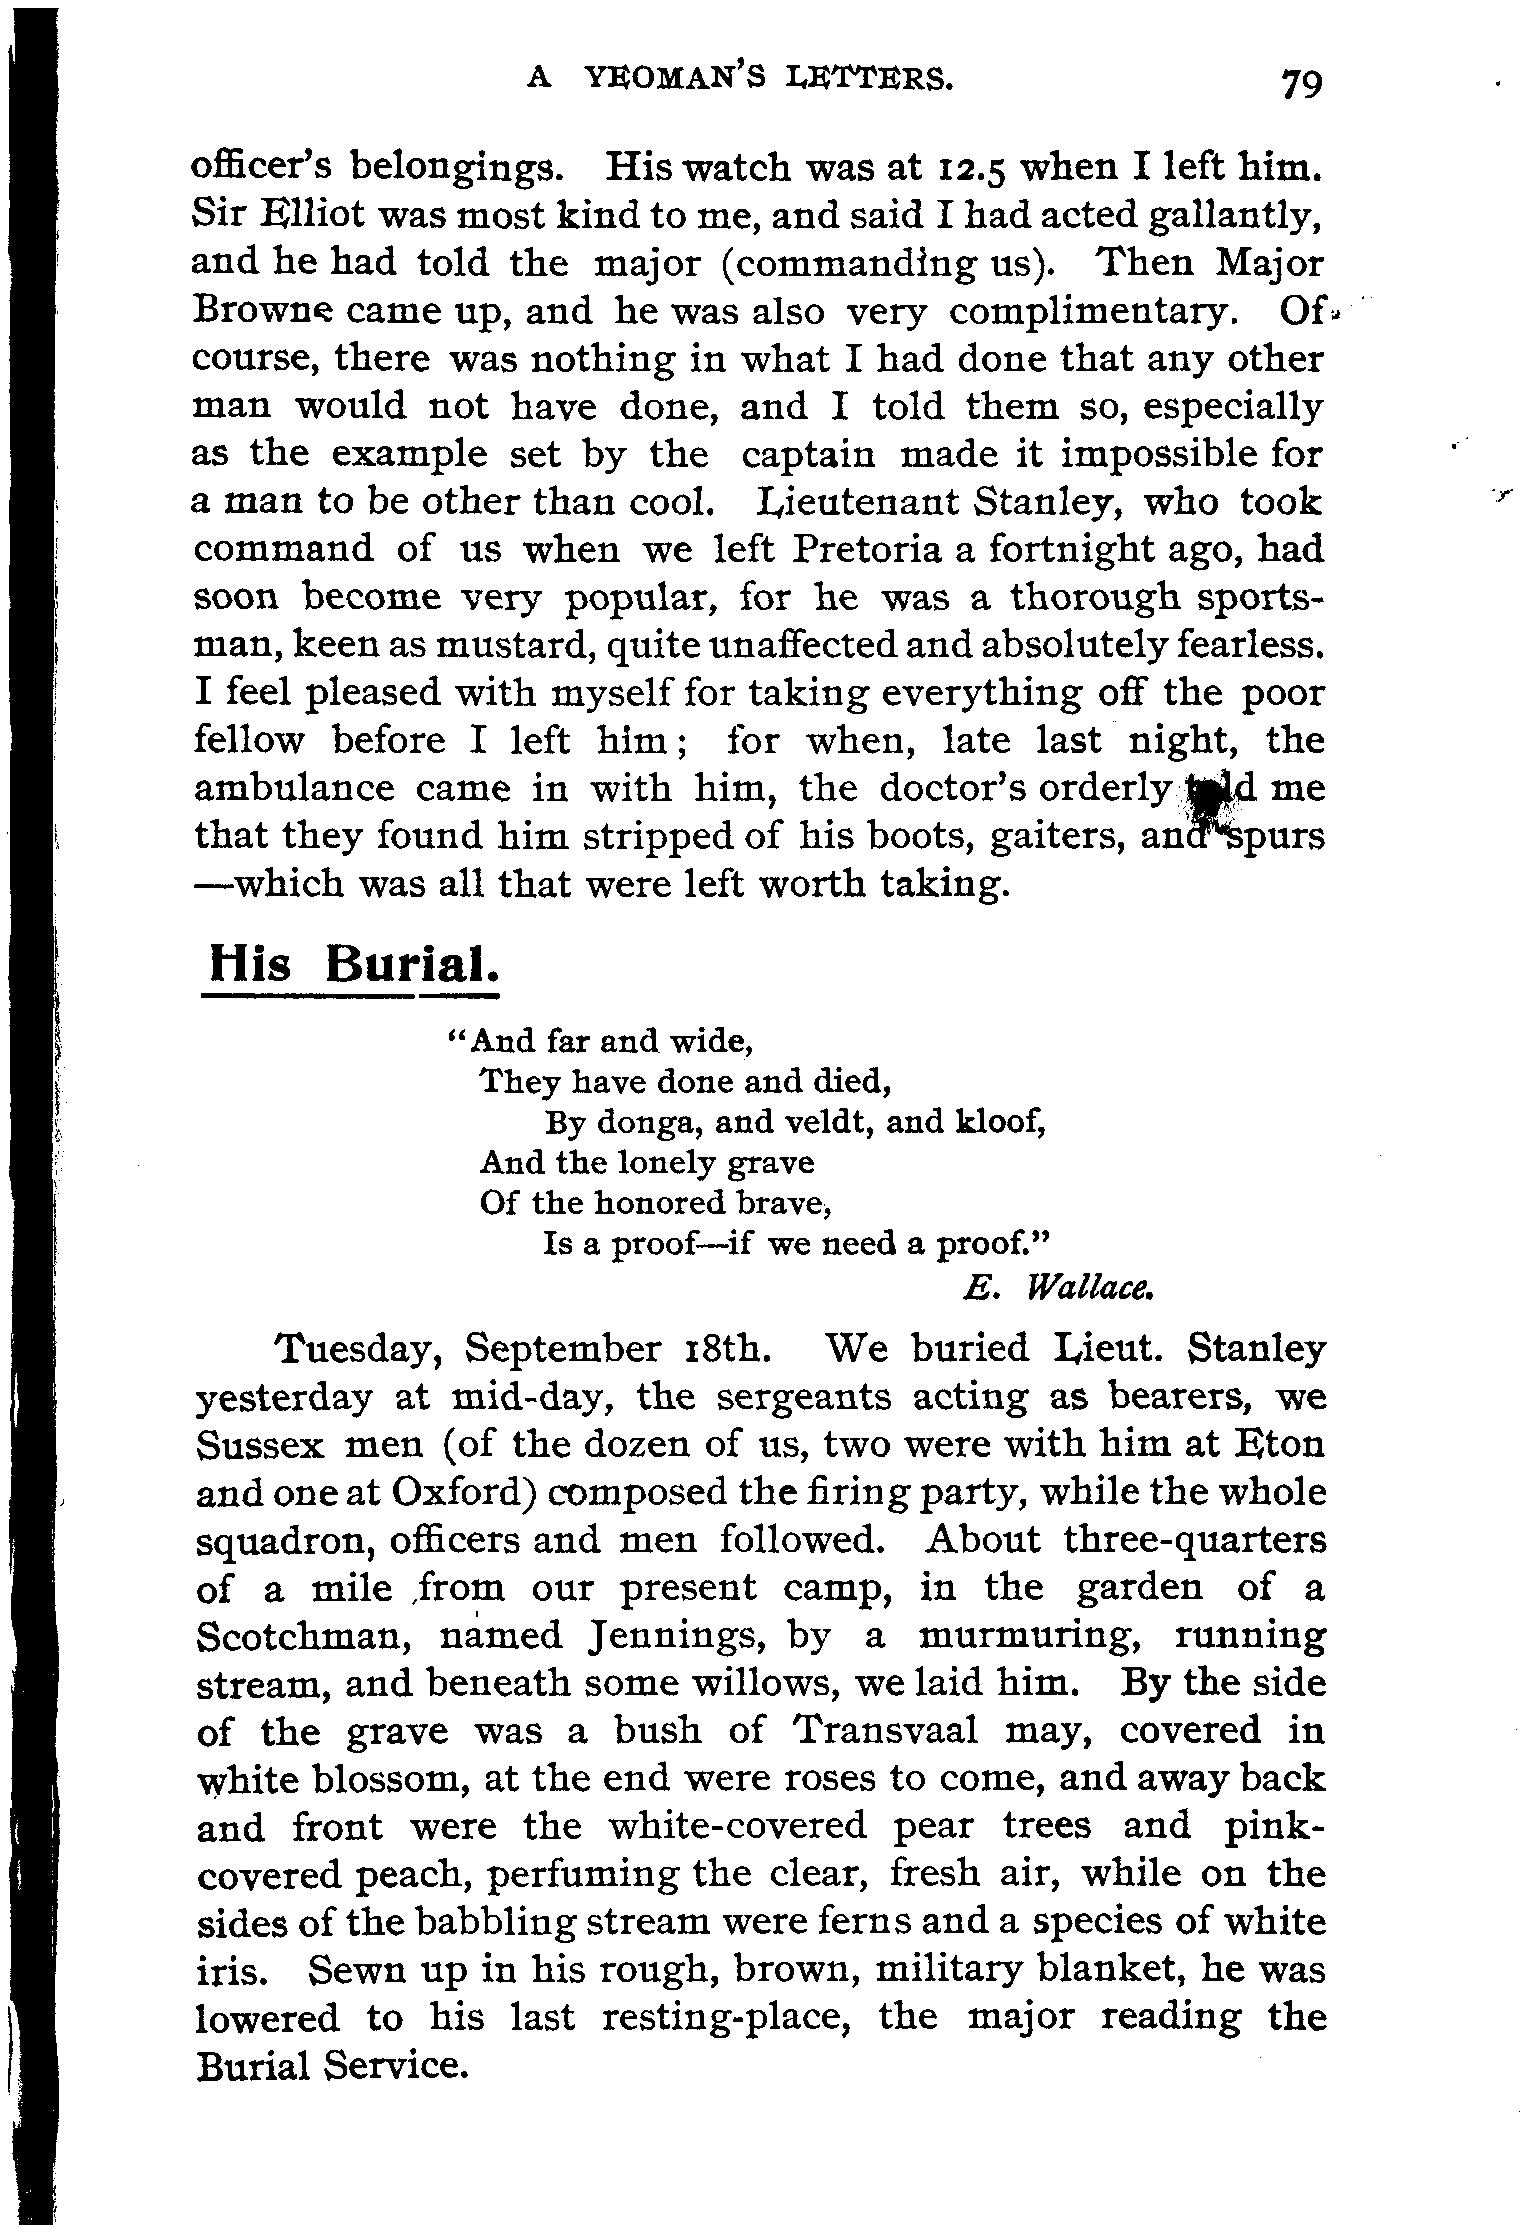 A YEOMAN'S LETTERS. 79
officer's belongings. His watch was at 12.5 when I left him.
Sir Elliot was most kind to me, and said I had acted gallantly,
and he had told the major (commanding us). Then Major
Browne came up, and he was also very complimentary. Of
course, there was nothing in what I had done that any other
man would not have done, and I told them so, especially
as the example set by the captain made it impossible for
a man to be other than cool. Lieutenant Stanley, who took
command of us when we left Pretoria a fortnight ago, had
soon become very popular, for he was a thorough sports-
man, keen as mustard, quite unaffected and absolutely fearless.
I feel pleased with myself for taking everything off the poor
fellow before I left him; for when, late last night, the
ambulance came in with him, the doctor's orderly told me
that they found him stripped of his boots, gaiters, and spurs
—which was all that were left worth taking.
His Burial.
"And far and wide,
They have done and died,
By donga, and veldt, and kloof,
And the lonely grave
Of the honored brave,
Is a proof—if we need a proof."
E. Wallace.
Tuesday, September 18th. We buried Lieut. Stanley
yesterday at mid-day, the sergeants acting as bearers, we
Sussex men (of the dozen of us, two were with him at Eton
and one at Oxford) composed the firing party, while the whole
squadron, officers and men followed. About three-quarters
of a mile from our present camp, in the garden of a
Scotchman, named Jennings, by a murmuring, running
stream, and beneath some willows, we laid him. By the side
of the grave was a bush of Transvaal may, covered in
white blossom, at the end were roses to come, and away back
and front were the white-covered pear trees and pink-
covered peach, perfuming the clear, fresh air, while on the
sides of the babbling stream were ferns and a species of white
iris. Sewn up in his rough, brown, military blanket, he was
lowered to his last resting-place, the major reading the
Burial Service.